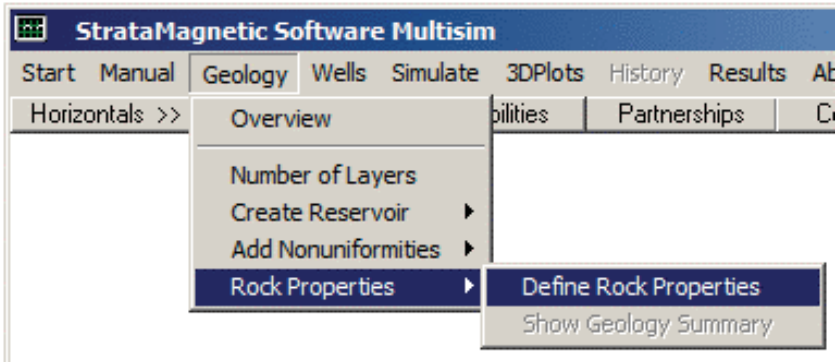 StrataMagnetic Software Multisim
Start Manual Geology Wells Simulate 3DPlots History Results
Horizontals >> Partnerships
Overview
Number of Layers
Create Reservoir
Add Nonuniformities
Rock Properties Define Rock Properties
Show Geology Summary